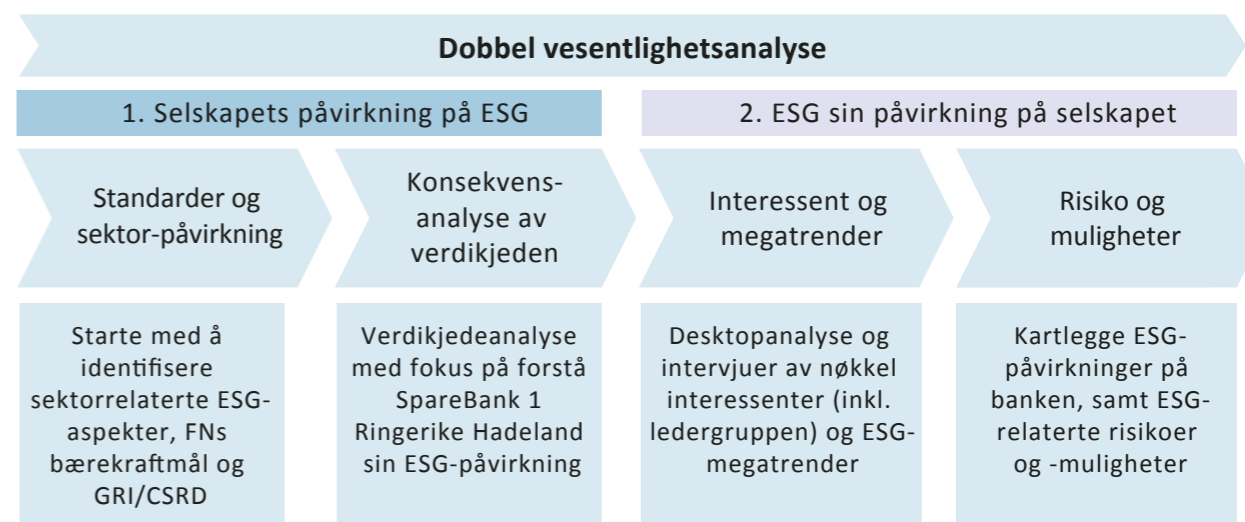 Dobbel vesentlighetsanalyse
1. Selskapets påvirkning på ESG
2. ESG sin påvirkning på selskapet
Standarder og
sektor-påvirkning
Konsekvens-
analyse av
verdikjeden
Interessent og
megatrender
Risiko og
muligheter
Starte med å
identifisere
sektorrelaterte ESG-
aspekter, FNs
bærekraftmål og
GRI/CSRD
Verdikjedeanalyse
med fokus på forstå
SpareBank 1
Ringerike Hadeland
sin ESG-påvirkning
Desktopanalyse og
intervjuer av nøkkel
interessenter (inkl.
ledergruppen) og ESG-
megatrender
Kartlegge ESG-
påvirkninger på
banken, samt ESG-
relaterte risikoer
og -muligheter